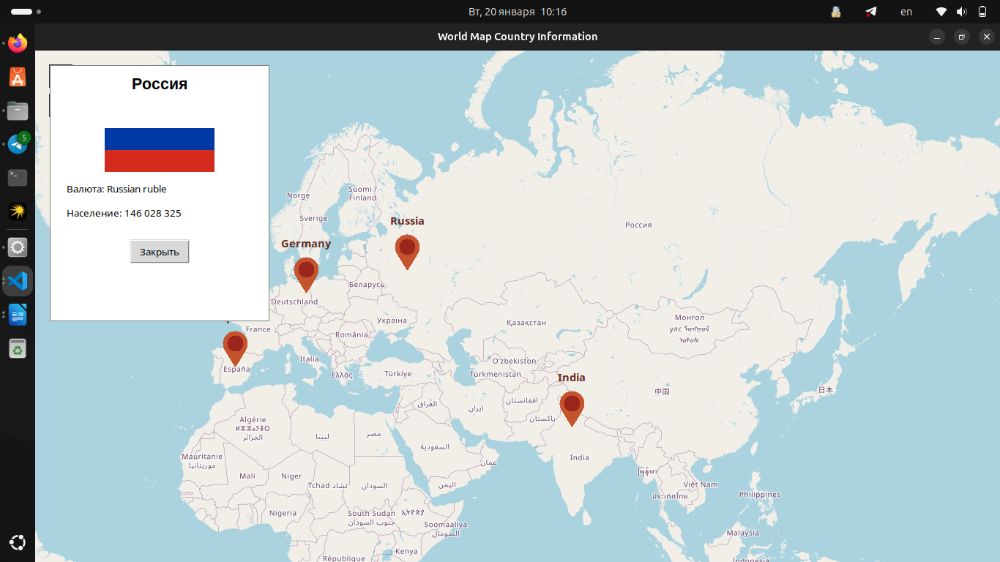 Вт, 20 января 10:16
en
World Map Country Information
5
Россия
Валюта: Russian ruble
Население: 146 028 325
Закрыть
Norge
Suomi /
Finland
Sverige
Russia
Россия
Germany
Беларусь
Deutschland
Україна
Қазақстан
Монгол
улс
France
România
Italia
España
Ελλάς
Türkiye
Oʻzbekiston
Türkmenistan
India
中国
日本
العراق
ایران
افغانستان
پاکستان
Algérie
ⵍⵣⵣⴰⵢⴻⵔ
الجزائر
ليبيا
مصر
السعودية
عمان
India
Mauritanie
موريتانيا
Mali
Niger
Tchad تشاد
السودان
اليمن
မြန်မာ
Việt Nam
ประเทศไทย
Philippines
Nigeria
South Sudan
جنوب السودان
ኢትዮጵያ
Soomaaliya
الصومال
Malaysia
Kenya
République
Indonesia